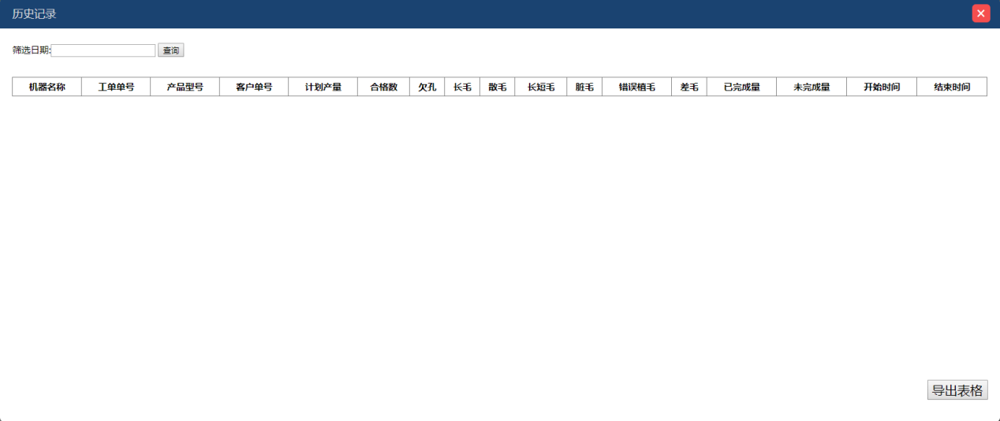 历史记录
筛选日期: 查询
机器名称 工单单号 产品型号 客户单号 计划产量 合格数 欠孔 长毛 散毛 长短毛 脏毛 错误植毛 差毛 已完成量 未完成量 开始时间 结束时间
导出表格